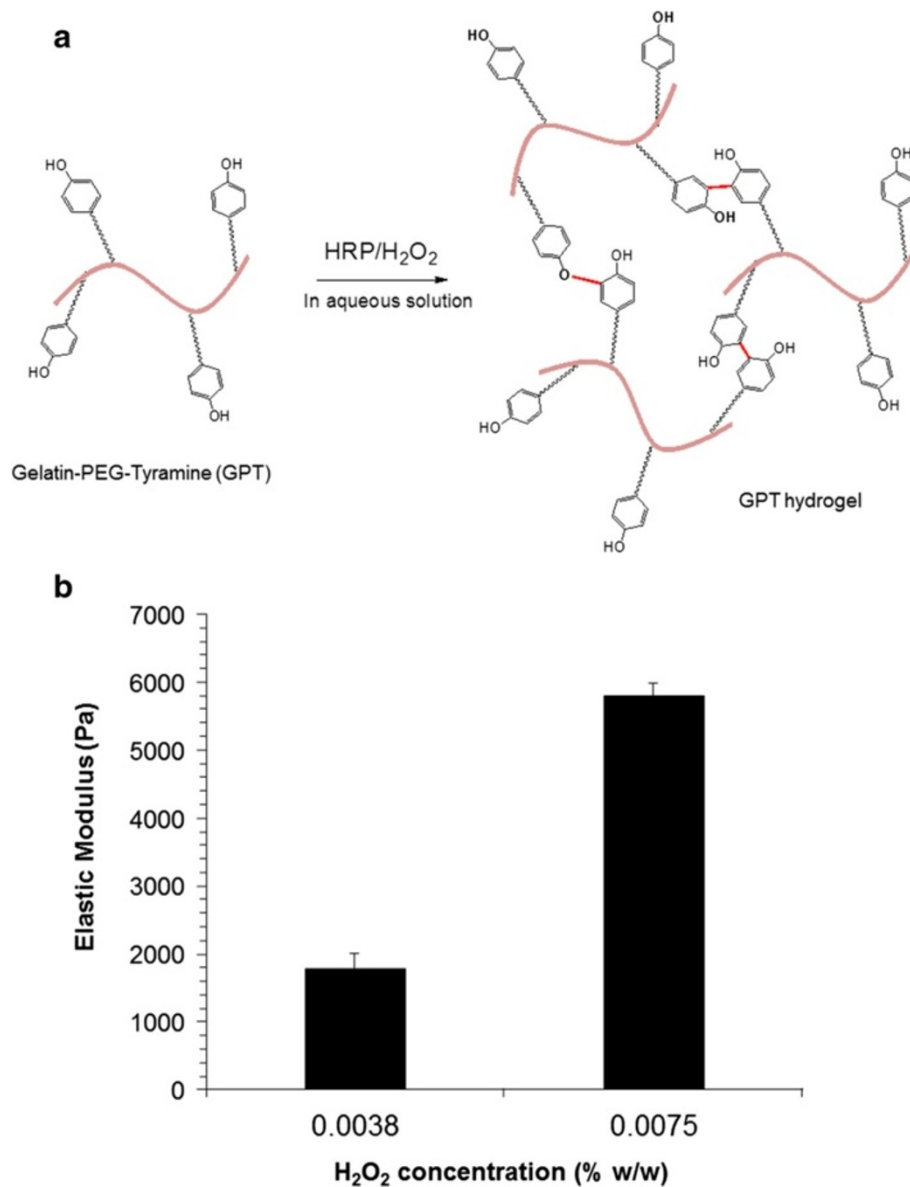 a
HO
OH
HO
OH
HRP/H₂O₂
In aqueous solution
Gelatin-PEG-Tyramine (GPT)
HO
OH
HO
OH
HO
O
OH
HO
OH
HO
OH
HO
OH
GPT hydrogel
b
Elastic Modulus (Pa)
7000
6000
5000
4000
3000
2000
1000
0
0.0038
0.0075
H₂O₂ concentration (% w/w)